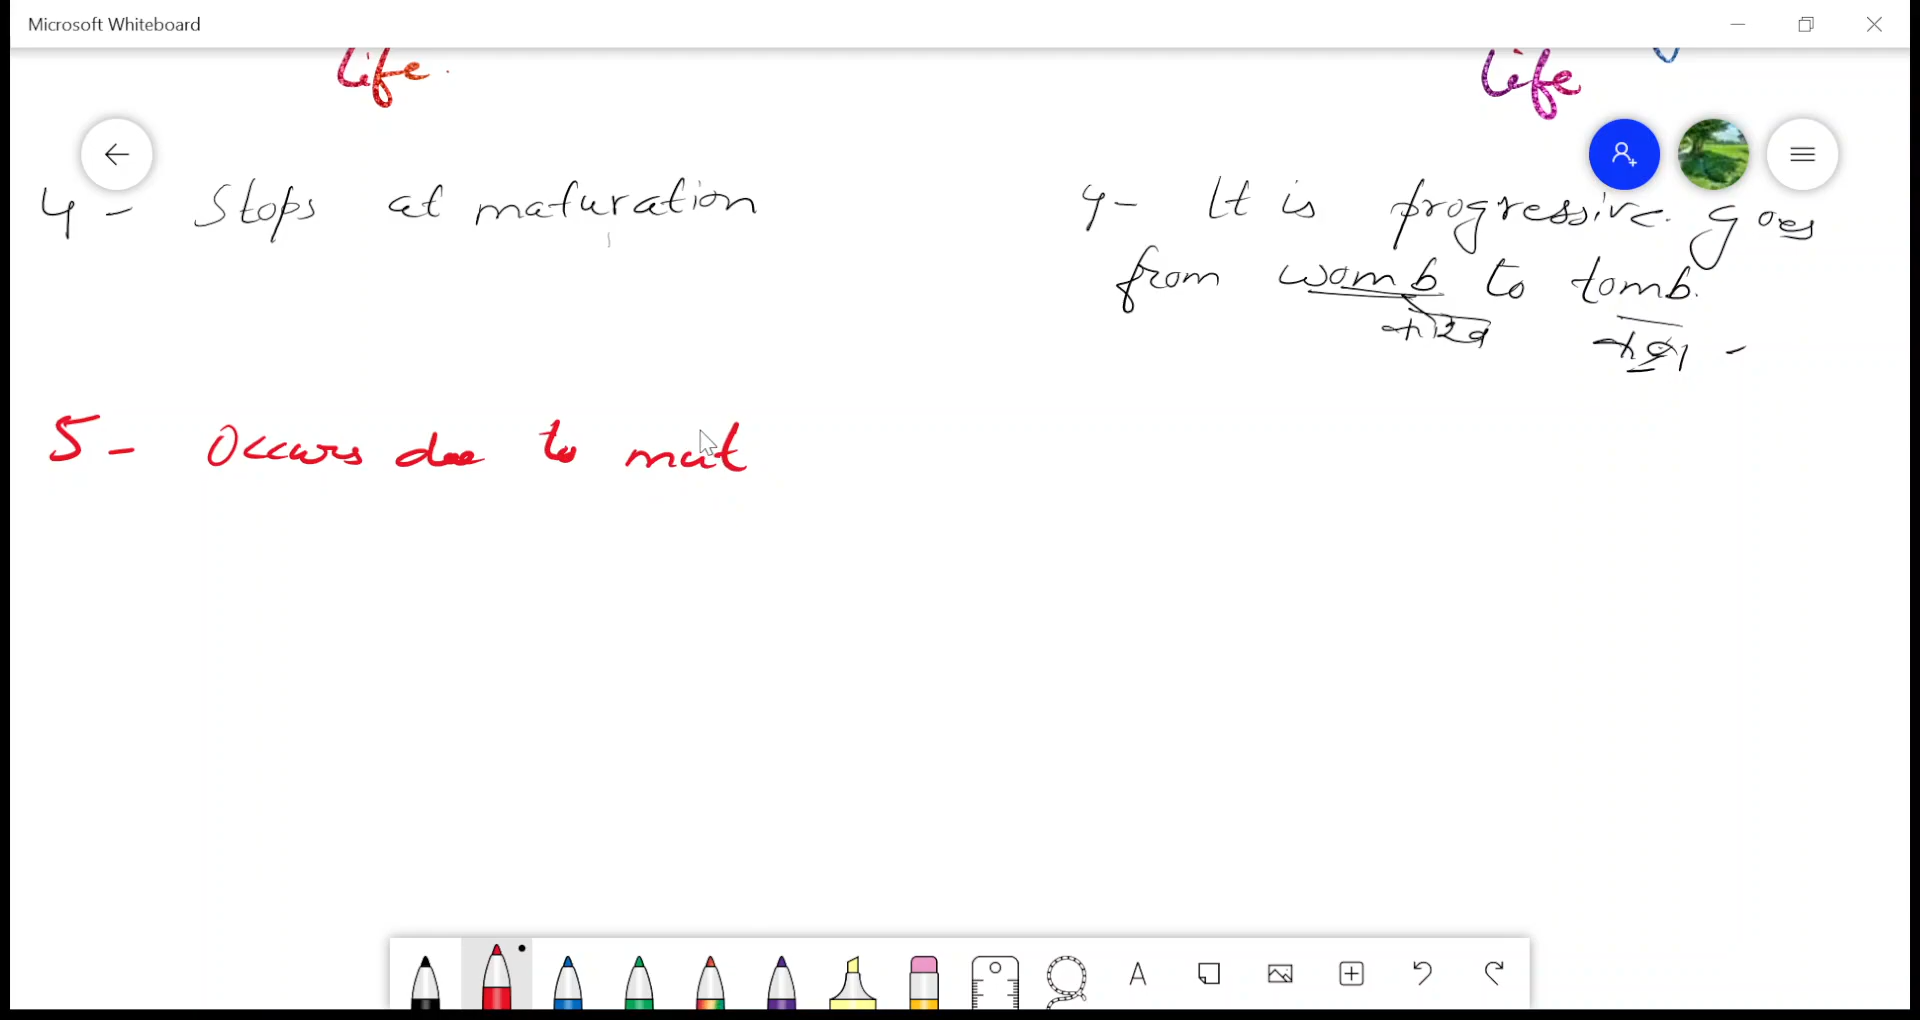 Microsoft Whiteboard
Life.
Life
4 - Stops at maturation
4- It is progressive. goes
from womb to tomb.
5 - Occurs due to mat